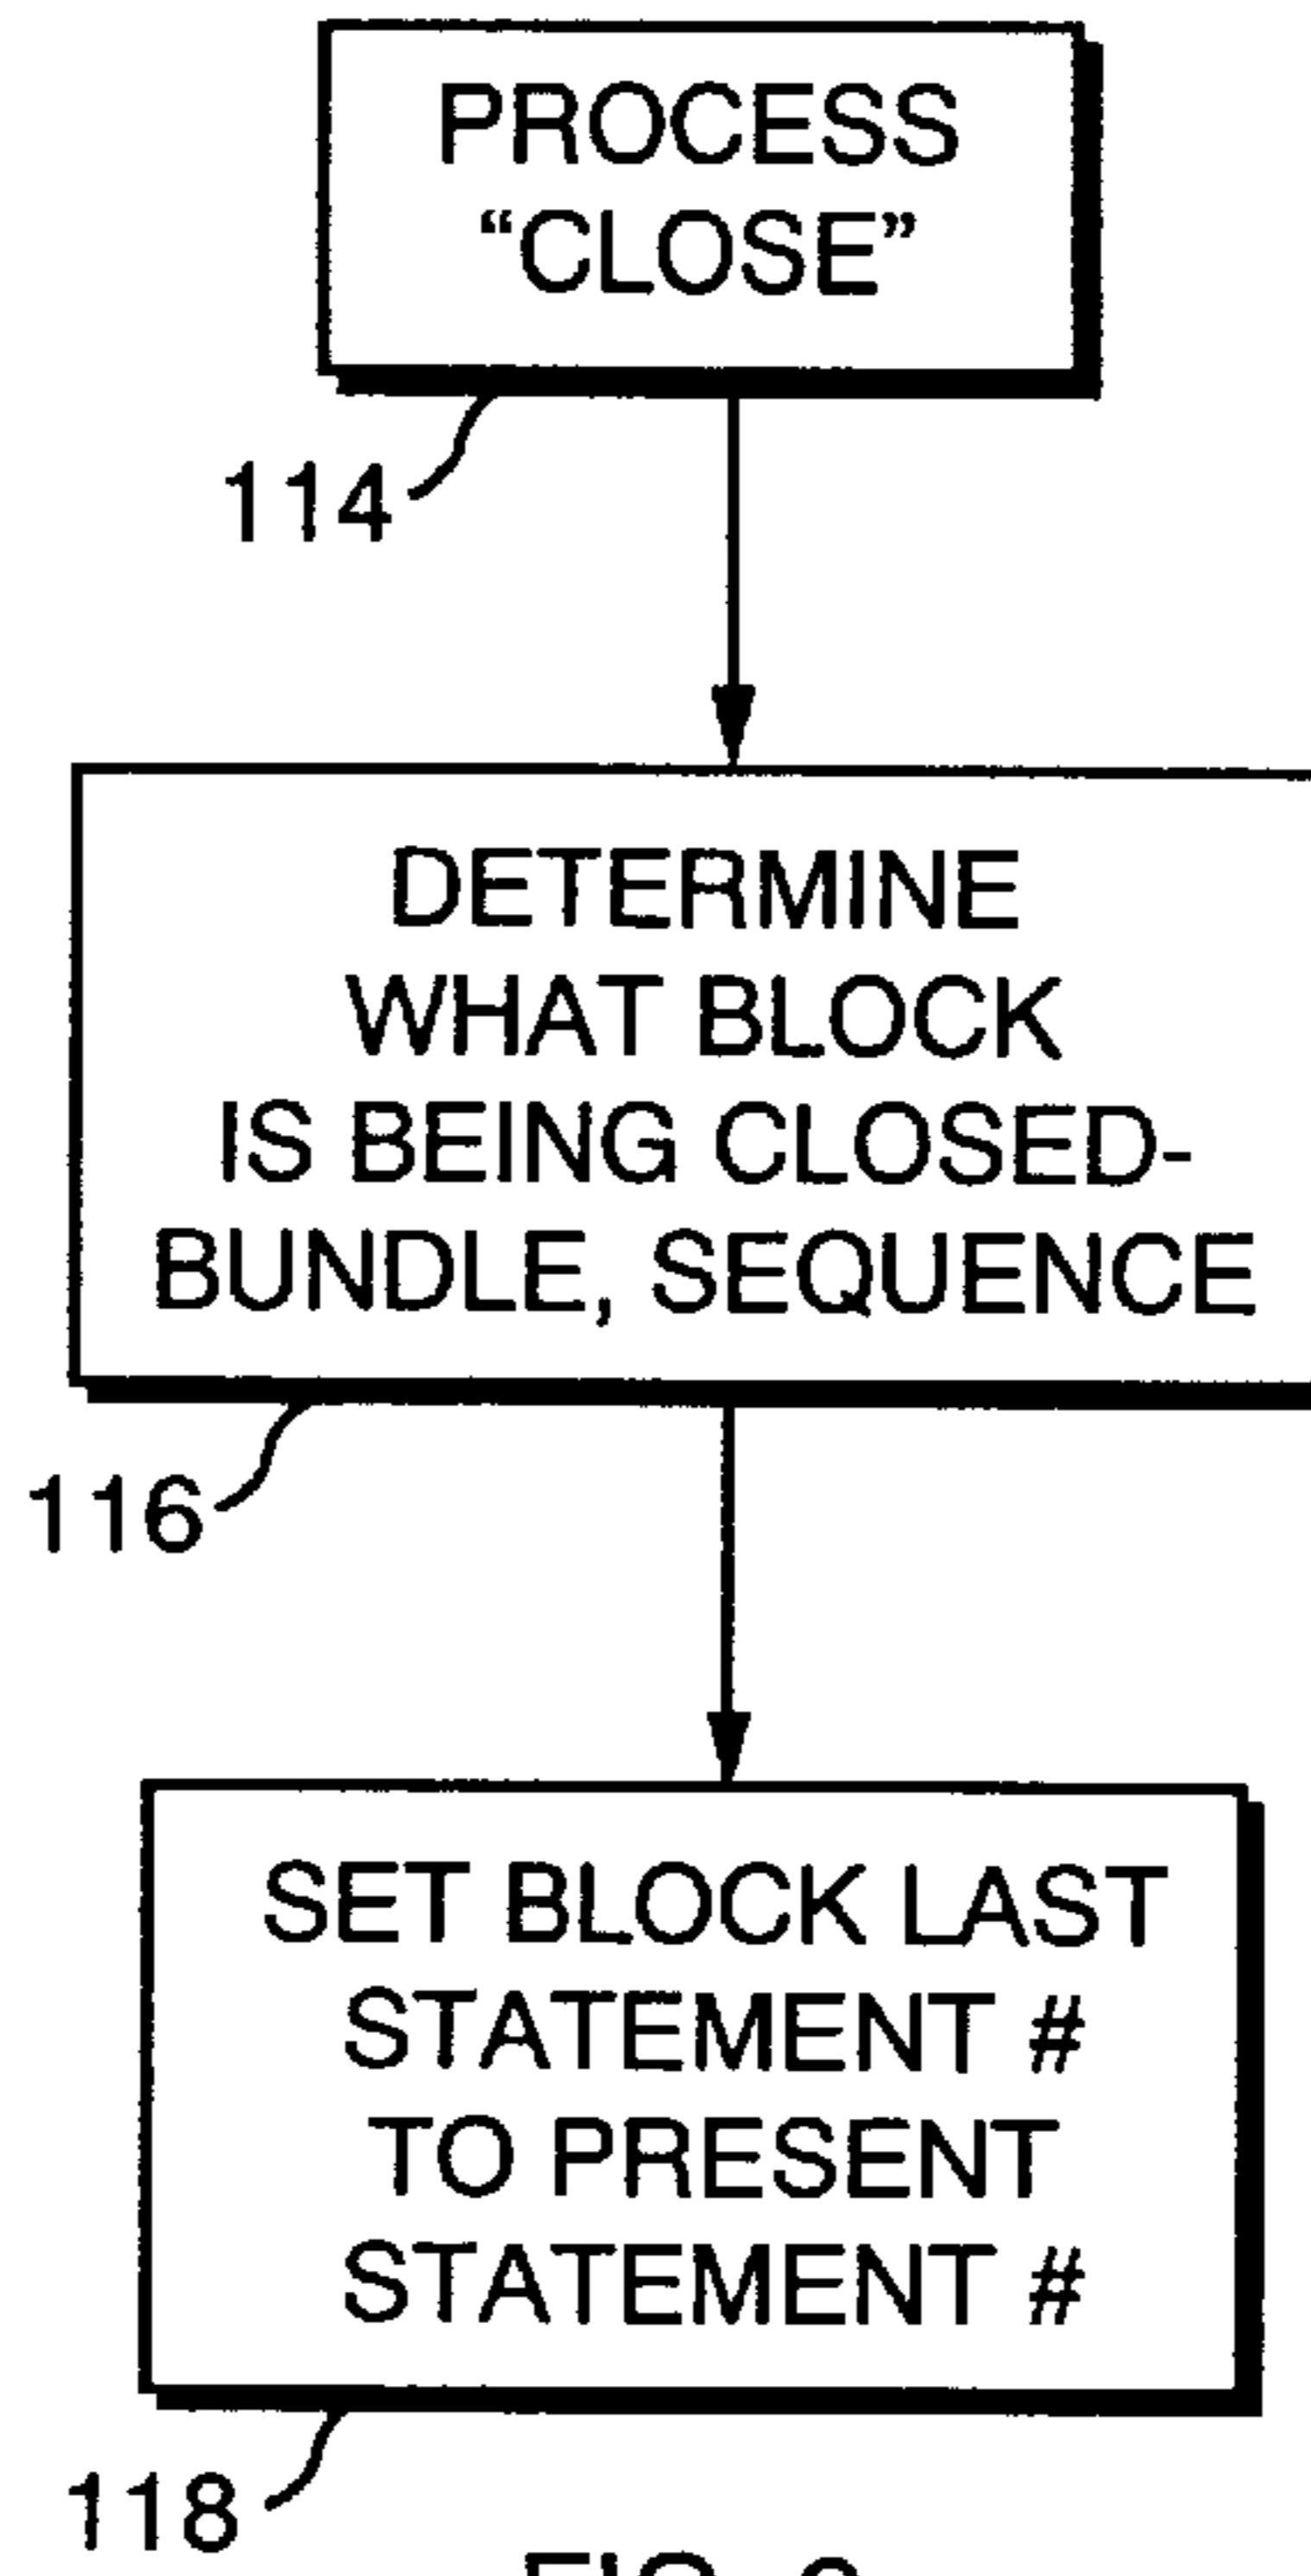 PROCESS
“CLOSE”
114
DETERMINE
WHAT BLOCK
IS BEING CLOSED-
BUNDLE, SEQUENCE
116
SET BLOCK LAST
STATEMENT #
TO PRESENT
STATEMENT #
118